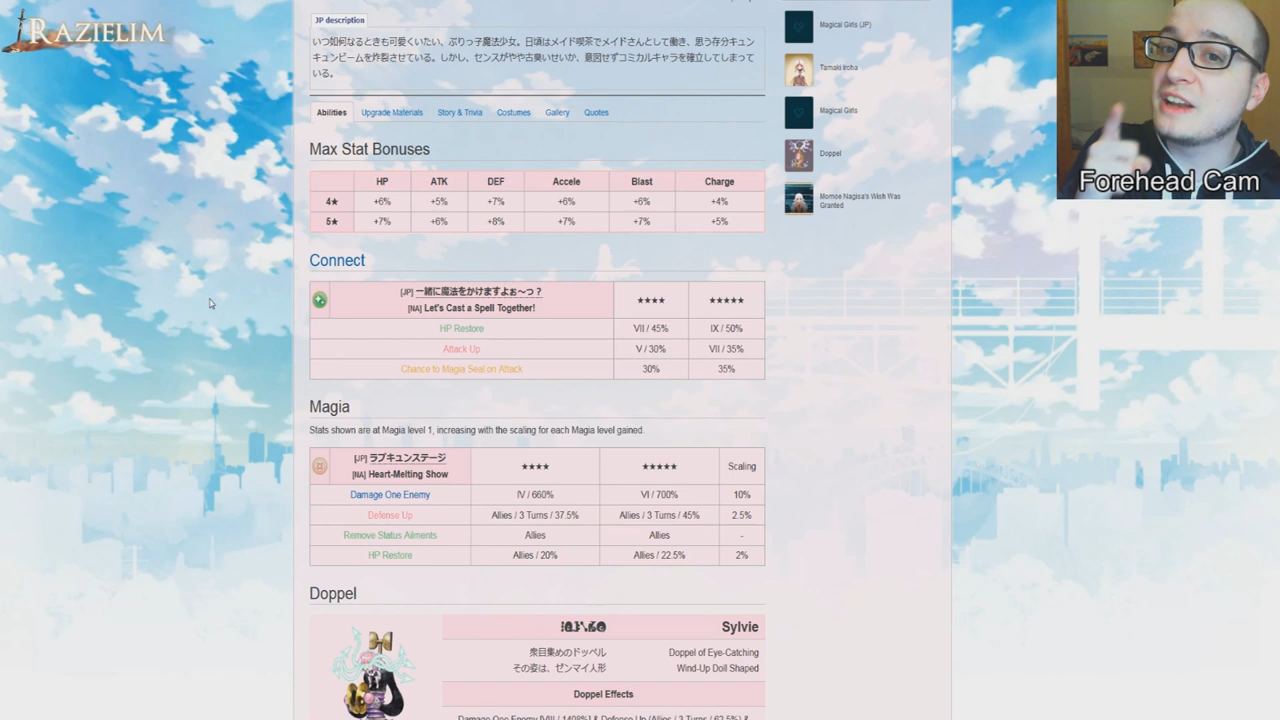 RAZIELIM
JP description
いつ如何なるときも可愛くいたい、ぶりっ子魔法少女。日頃はメイド喫茶でメイドさんとして働き、思う存分キュン
キュンビームを炸裂させている。しかし、センスがやや古臭いせいか、意図せずコミカルキャラを確立してしまって
いる。
Abilities Upgrade Materials Story & Trivia Costumes Gallery Quotes
Max Stat Bonuses
HP ATK DEF Accele Blast Charge
4★ +6% +5% +7% +6% +6% +4%
5★ +7% +6% +8% +7% +7% +5%
Connect
[JP] 一緒に魔法をかけますよぉ〜っ？
[NA] Let's Cast a Spell Together!
★★★★ ★★★★★
HP Restore VII / 45% IX / 50%
Attack Up V / 30% VII / 35%
Chance to Magia Seal on Attack 30% 35%
Magia
Stats shown are at Magia level 1, increasing with the scaling for each Magia level gained.
[JP] ラブキュンステージ
[NA] Heart-Melting Show
★★★★ ★★★★★ Scaling
Damage One Enemy IV / 660% VI / 700% 10%
Defense Up Allies / 3 Turns / 37.5% Allies / 3 Turns / 45% 2.5%
Remove Status Ailments Allies Allies -
HP Restore Allies / 20% Allies / 22.5% 2%
Doppel
Sylvie
衆目集めのドッペル Doppel of Eye-Catching
その姿は、ゼンマイ人形 Wind-Up Doll Shaped
Doppel Effects
Damage One Enemy [VIII / 1408%] & Defense Up (Allies / 3 Turns / 62.5%) &
Magical Girls (JP)
Tamaki Iroha
Magical Girls
Doppel
Momoe Nagisa's Wish Was
Granted
Forehead Cam